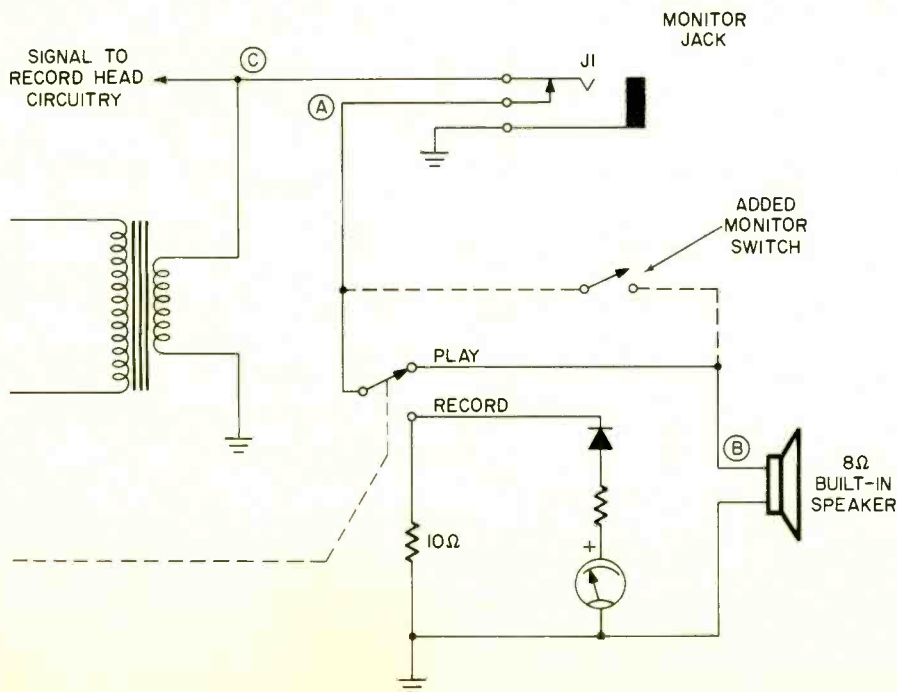 MONITOR
JACK
SIGNAL TO
RECORD HEAD
CIRCUITRY
C
J1
A
ADDED
MONITOR
SWITCH
PLAY
RECORD
B
8Ω
BUILT-IN
SPEAKER
10Ω
+